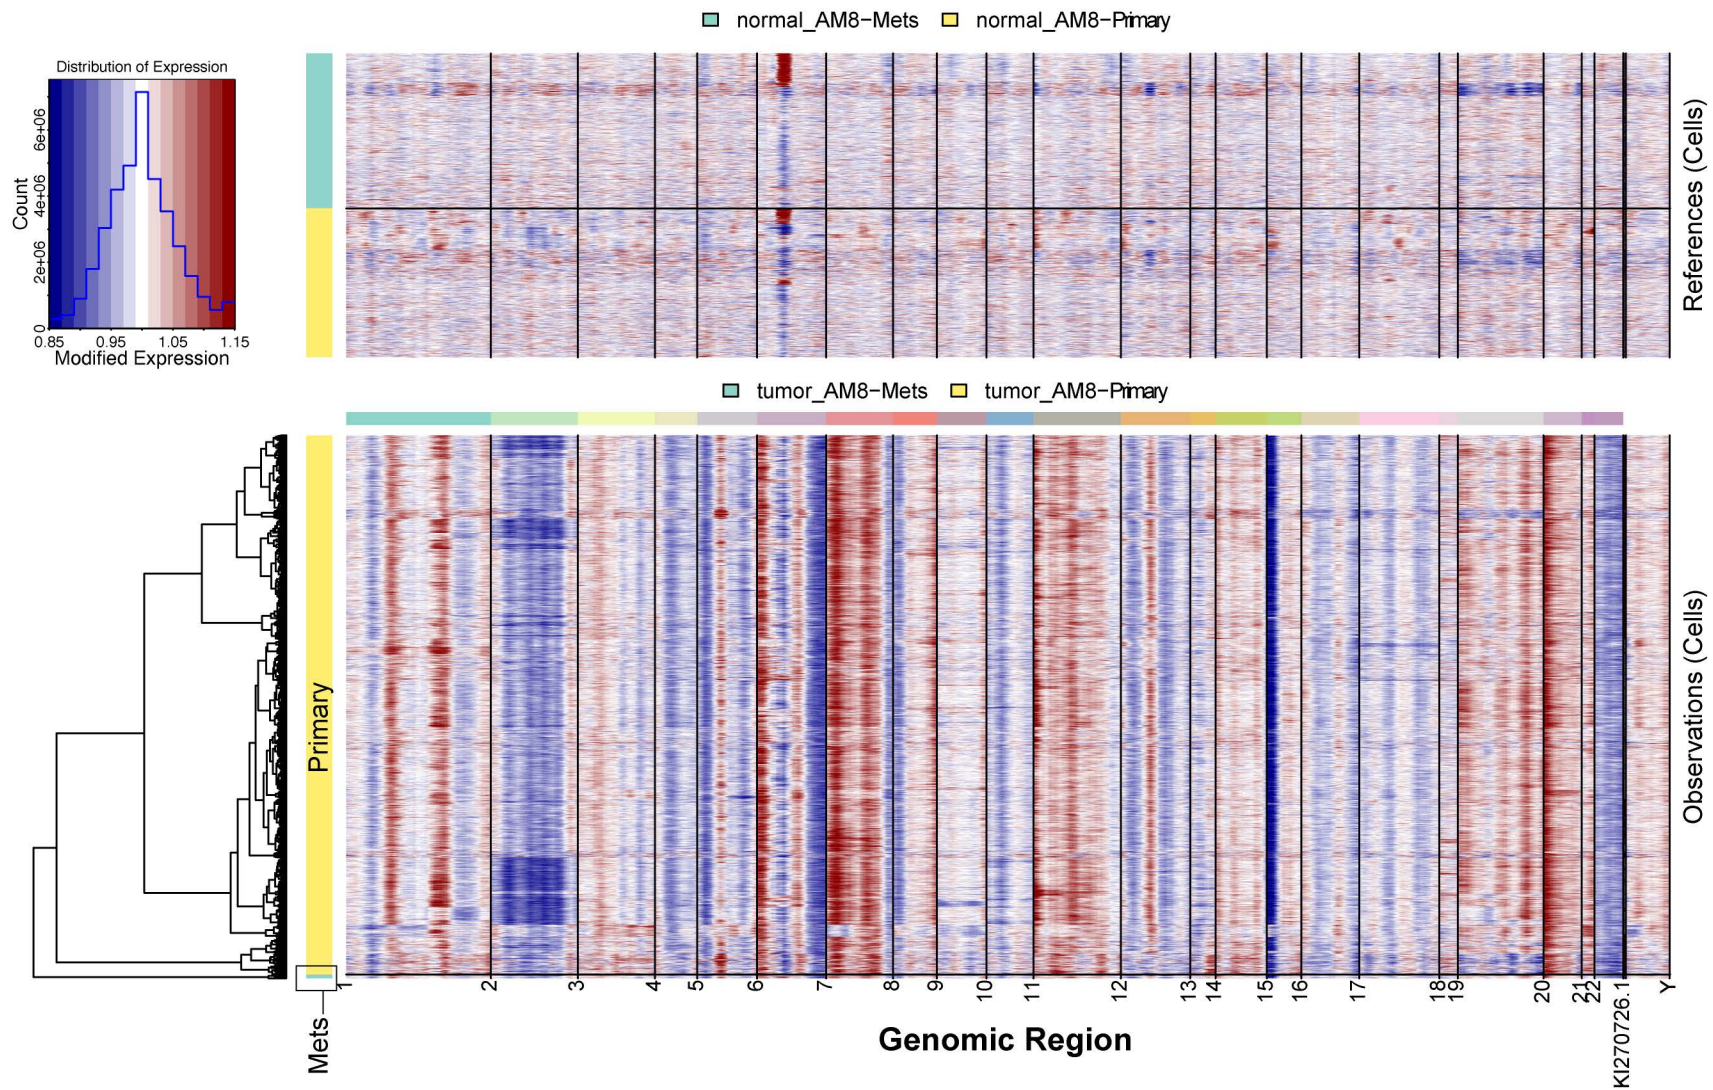 normal_AM8−Mets normal_AM8−Primary
Distribution of Expression
Count
0 2e+06 4e+06 6e+06
0.85 0.95 1.05 1.15
Modified Expression
References (Cells)
tumor_AM8−Mets tumor_AM8−Primary
Primary
Mets
Observations (Cells)
1 2 3 4 5 6 7 8 9 10 11 12 13 14 15 16 17 18 19 20 21 22 KI270726.1 Y
Genomic Region